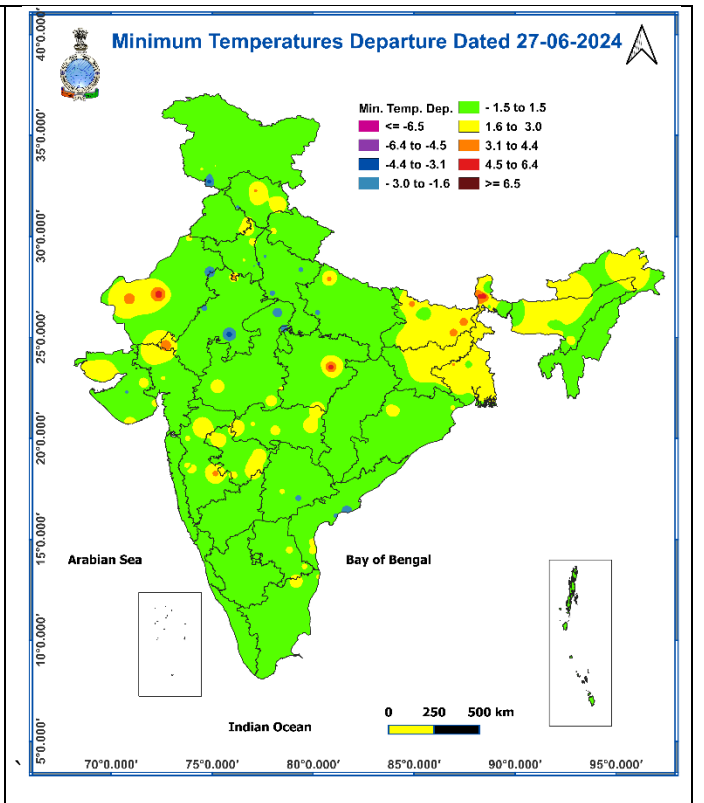 Minimum Temperatures Departure Dated 27-06-2024
Min. Temp. Dep.
<= -6.5
-6.4 to -4.5
-4.4 to -3.1
- 3.0 to -1.6
- 1.5 to 1.5
1.6 to 3.0
3.1 to 4.4
4.5 to 6.4
>= 6.5
40°0.000'
35°0.000'
30°0.000'
25°0.000'
20°0.000'
15°0.000'
10°0.000'
5°0.000'
Arabian Sea
Bay of Bengal
Indian Ocean
0 250 500 km
70°0.000' 75°0.000' 80°0.000' 85°0.000' 90°0.000' 95°0.000'